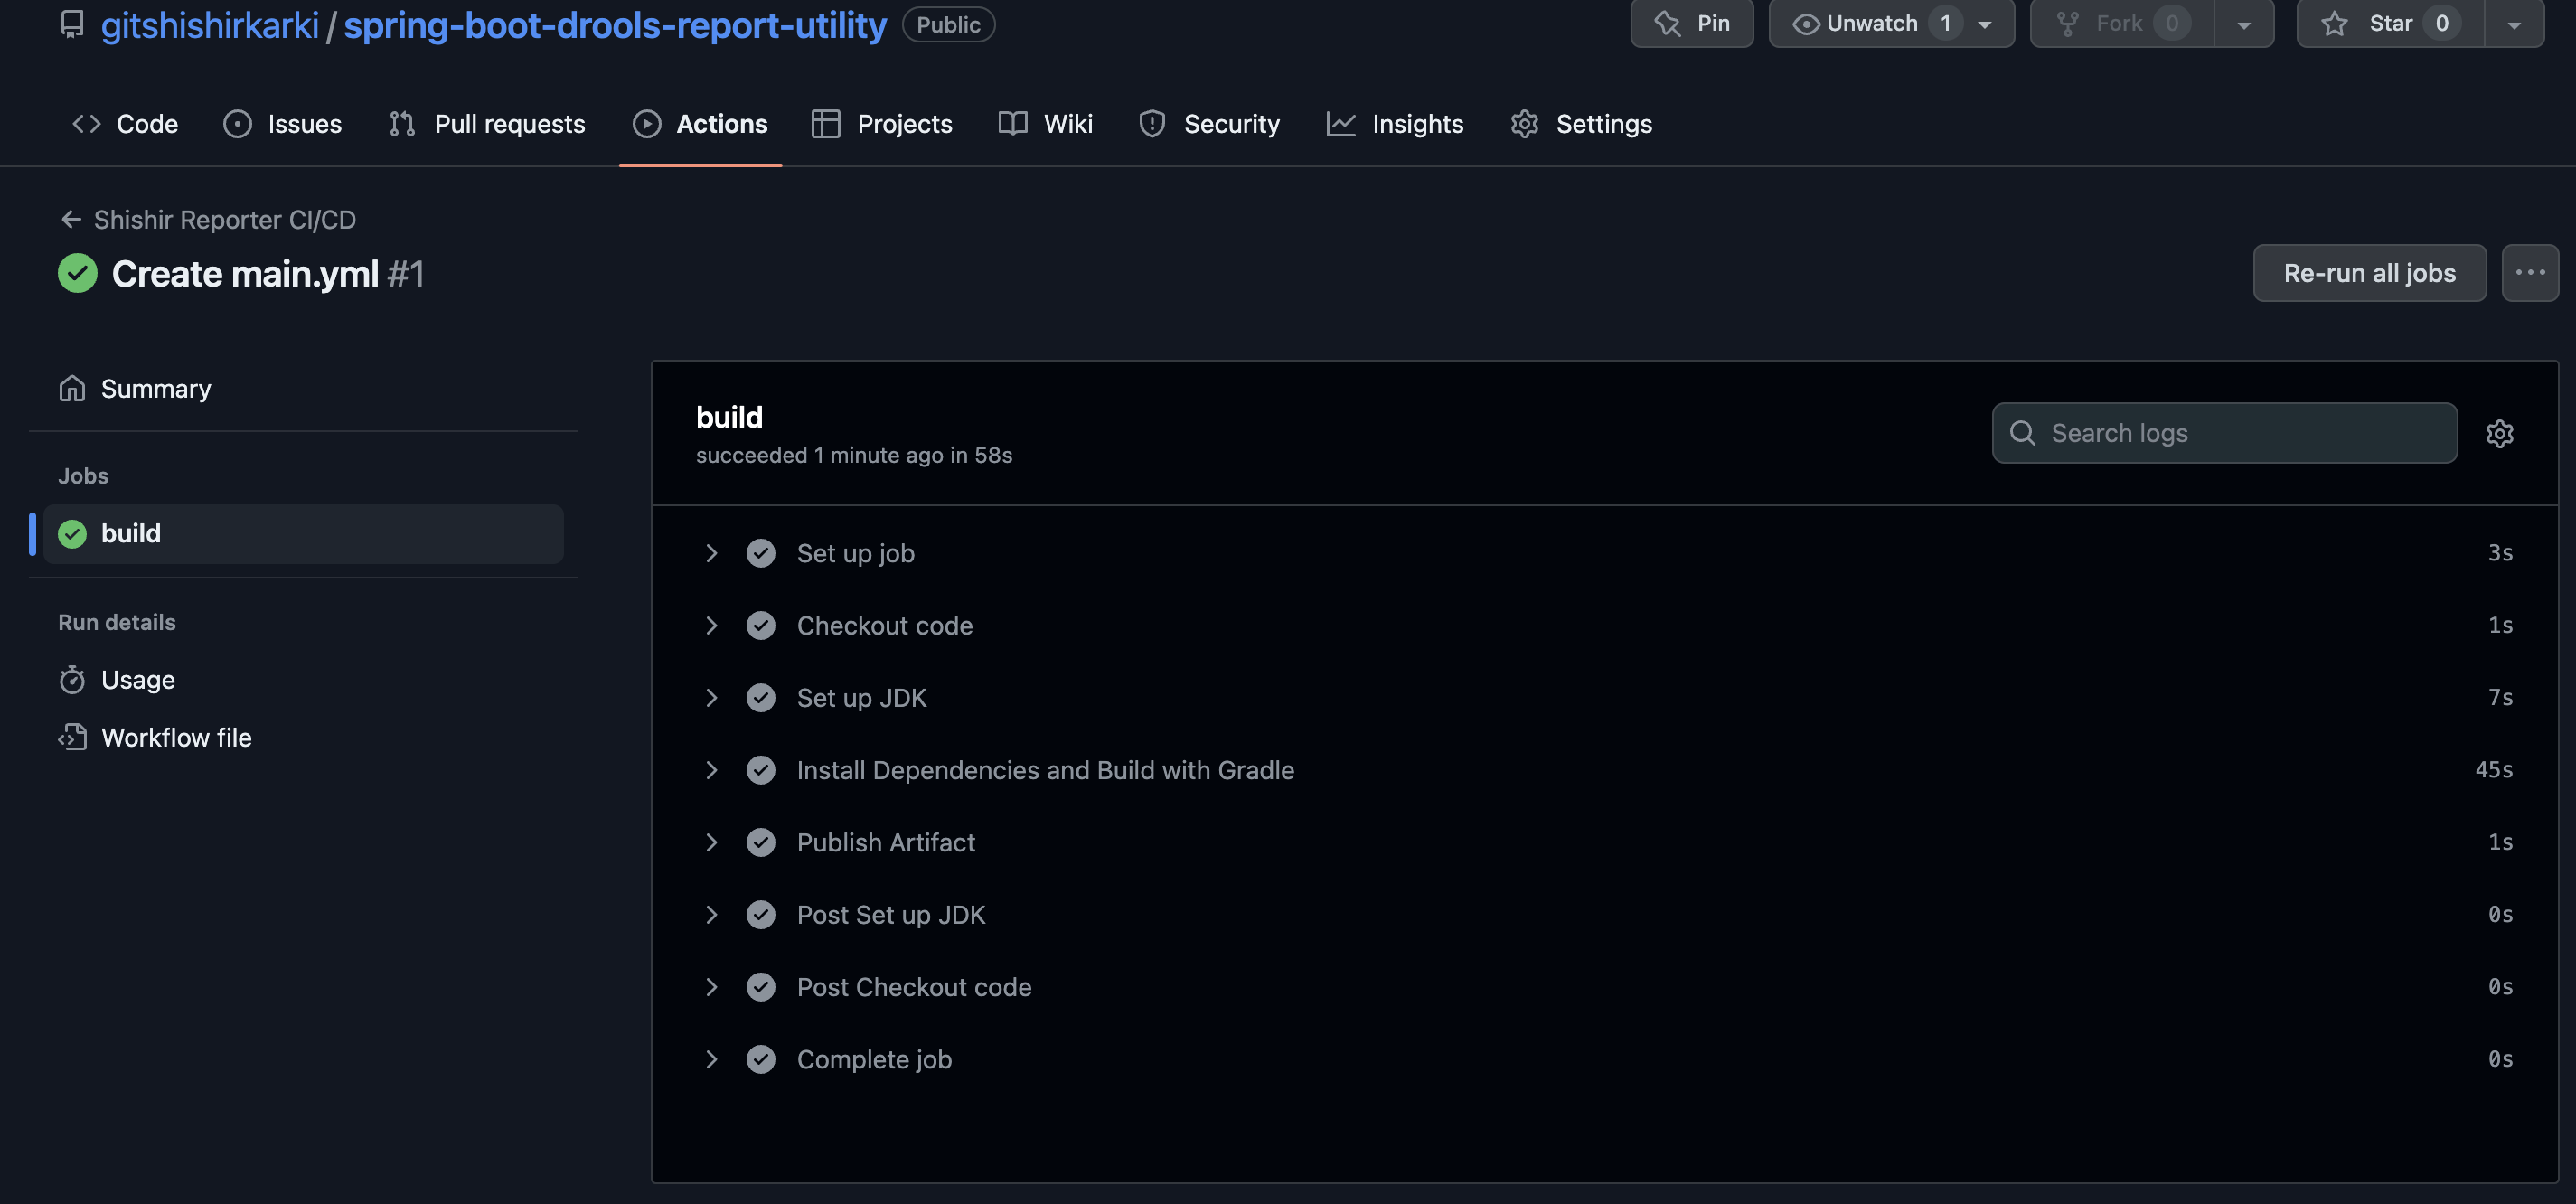 gitshishirkarki / spring-boot-drools-report-utility Public Pin Unwatch 1 Fork 0 Star 0
Code Issues Pull requests Actions Projects Wiki Security Insights Settings
Shishir Reporter CI/CD
Create main.yml #1 Re-run all jobs
Summary
Jobs
build
Run details
Usage
Workflow file
build
succeeded 1 minute ago in 58s
Search logs
Set up job 3s
Checkout code 1s
Set up JDK 7s
Install Dependencies and Build with Gradle 45s
Publish Artifact 1s
Post Set up JDK 0s
Post Checkout code 0s
Complete job 0s